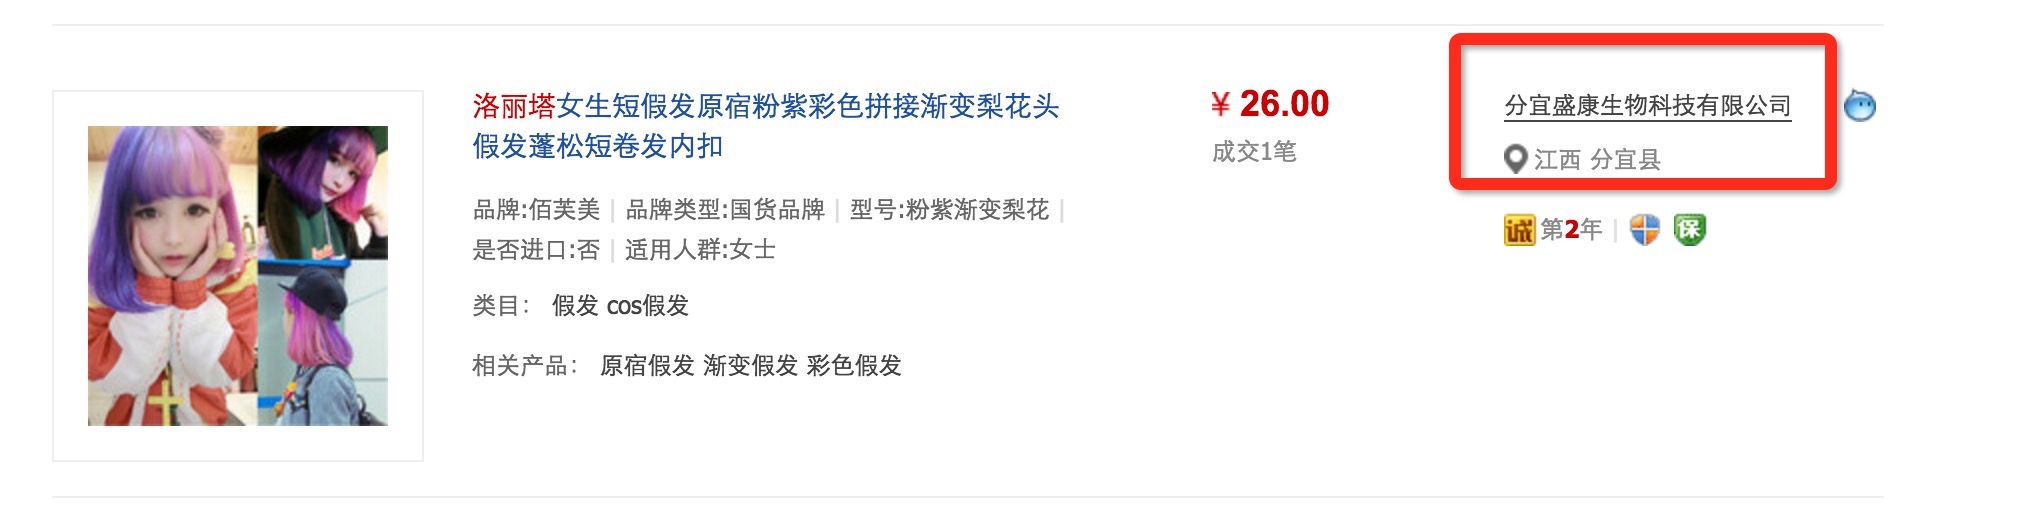 洛丽塔女生短假发原宿粉紫彩色拼接渐变梨花头
假发蓬松短卷发内扣
品牌:佰芙美 | 品牌类型:国货品牌 | 型号:粉紫渐变梨花 |
是否进口:否 | 适用人群:女士
类目: 假发 cos假发
相关产品: 原宿假发 渐变假发 彩色假发
¥ 26.00
成交1笔
分宜盛康生物科技有限公司
江西 分宜县
诚 第2年 | 保